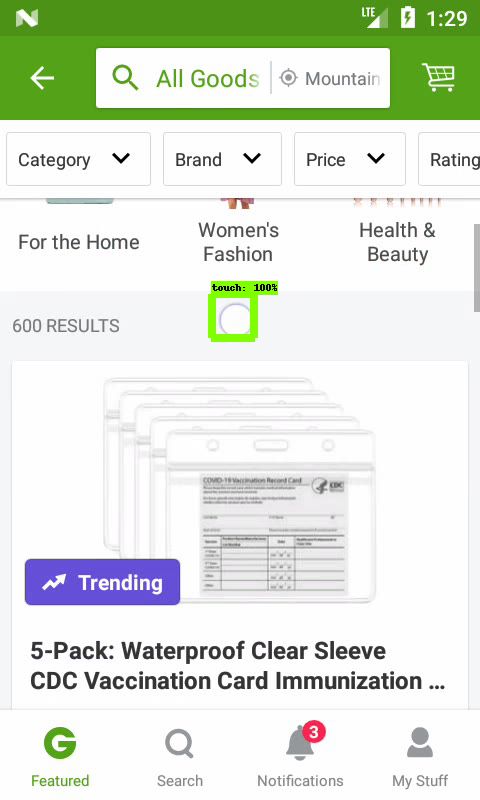 LTE 1:29
All Goods Mountain
Category Brand Price Rating
For the Home
Women's
Fashion
Health &
Beauty
touch: 100%
600 RESULTS
COVID-19 Vaccination Record Card
CDC
Trending
5-Pack: Waterproof Clear Sleeve
CDC Vaccination Card Immunization ...
3
G
Featured Search Notifications My Stuff